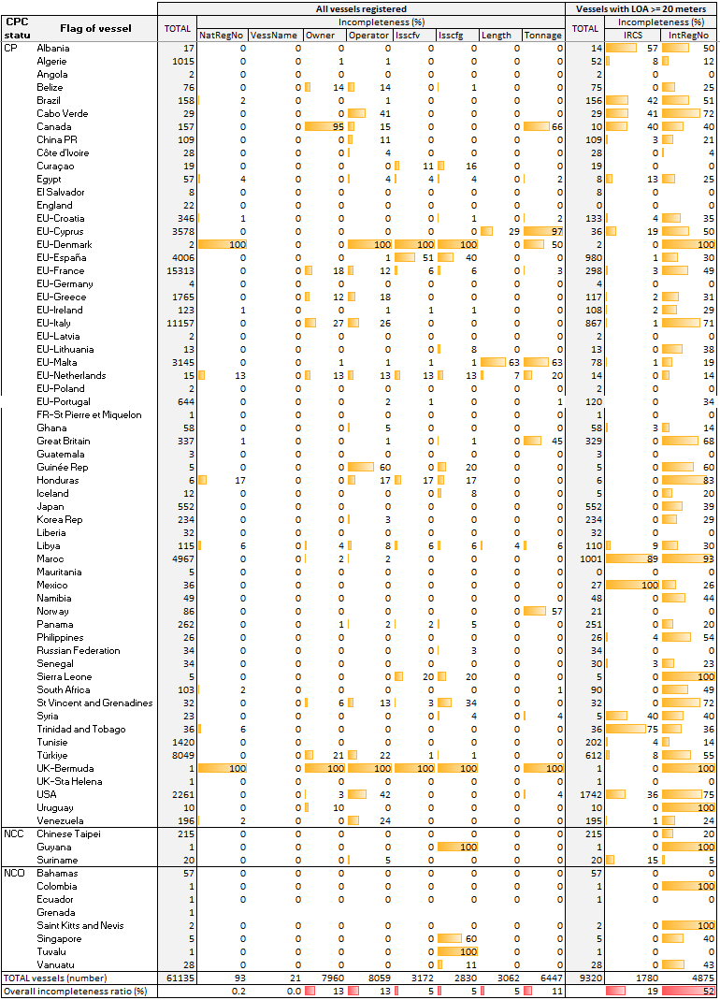 All vessels registered Vessels with LOA >= 20 meters
CPC statu Flag of vessel TOTAL Incompleteness (%) TOTAL Incompleteness (%)
NatRegNo VessName Owner Operator Isscfv Isscfg Length Tonnage IRCS IntRegNo
CP Albania 17 0 0 0 0 0 0 0 0 14 57 50
Algerie 1015 0 0 1 1 0 0 0 0 52 8 12
Angola 2 0 0 0 0 0 0 0 0 2 0 0
Belize 76 0 0 14 14 0 1 0 0 75 0 25
Brazil 158 2 0 0 1 0 0 0 0 156 42 51
Cabo Verde 29 0 0 0 41 0 0 0 0 29 41 72
Canada 157 0 0 95 15 0 0 0 66 10 40 40
China PR 109 0 0 0 11 0 0 0 0 109 3 21
Côte d'Ivoire 28 0 0 0 4 0 0 0 0 28 0 4
Curaçao 19 0 0 0 0 11 16 0 0 19 0 0
Egypt 57 4 0 0 4 4 4 0 2 8 13 25
El Salvador 8 0 0 0 0 0 0 0 0 8 0 0
England 22 0 0 0 0 0 0 0 0 0 0 0
EU-Croatia 346 1 0 0 0 0 1 0 2 133 4 35
EU-Cyprus 3578 0 0 0 0 0 0 29 97 36 19 50
EU-Denmark 2 100 0 0 100 100 100 0 50 2 0 100
EU-España 4006 0 0 0 1 51 40 0 0 980 1 30
EU-France 15313 0 0 18 12 6 6 0 3 298 3 49
EU-Germany 4 0 0 0 0 0 0 0 0 4 0 0
EU-Greece 1765 0 0 12 18 0 0 0 0 117 2 31
EU-Ireland 123 1 0 0 1 1 1 0 0 108 2 29
EU-Italy 11157 0 0 27 26 0 0 0 0 867 1 71
EU-Latvia 2 0 0 0 0 0 0 0 0 2 0 0
EU-Lithuania 13 0 0 0 0 0 8 0 0 13 0 38
EU-Malta 3145 0 0 1 1 1 0 63 63 78 1 19
EU-Netherlands 15 13 0 13 13 13 13 7 20 14 0 14
EU-Poland 2 0 0 0 0 0 0 0 0 2 0 0
EU-Portugal 644 0 0 0 2 1 0 0 1 120 0 34
FR-St Pierre et Miquelon 1 0 0 0 0 0 0 0 0 1 0 0
Ghana 58 0 0 0 5 0 0 0 0 58 3 14
Great Britain 337 1 0 0 1 0 1 0 45 329 0 68
Guatemala 3 0 0 0 0 0 0 0 0 3 0 0
Guinée Rep 5 0 0 0 60 0 20 0 0 5 0 60
Honduras 6 17 0 0 17 17 17 0 0 6 0 83
Iceland 12 0 0 0 0 0 8 0 0 5 0 20
Japan 552 0 0 0 0 0 0 0 0 552 0 39
Korea Rep 234 0 0 0 3 0 0 0 0 234 0 29
Liberia 32 0 0 0 0 0 0 0 0 32 0 0
Libya 115 6 0 4 8 6 6 4 6 110 9 30
Maroc 4967 0 0 2 2 0 0 0 0 1001 89 93
Mauritania 5 0 0 0 0 0 0 0 0 0 0 0
Mexico 36 0 0 0 0 0 0 0 0 27 100 26
Namibia 49 0 0 0 0 0 0 0 0 48 0 44
Norway 86 0 0 0 0 0 0 0 57 21 0 0
Panama 262 0 0 1 2 2 5 0 0 251 0 20
Philippines 26 0 0 0 0 0 0 0 0 26 4 54
Russian Federation 34 0 0 0 0 0 3 0 0 34 0 0
Senegal 34 0 0 0 0 0 0 0 0 30 3 23
Sierra Leone 5 0 0 0 0 20 20 0 0 5 0 100
South Africa 103 2 0 0 0 0 0 0 1 90 0 49
St Vincent and Grenadines 32 0 0 6 13 3 34 0 0 32 0 72
Syria 23 0 0 0 0 0 4 0 4 5 40 40
Trinidad and Tobago 36 6 0 0 0 0 0 0 0 36 75 36
Tunisie 1420 0 0 0 0 0 0 0 0 202 4 14
Türkiye 8049 0 0 21 22 1 1 0 0 612 8 55
UK-Bermuda 1 100 0 100 100 100 100 0 100 1 0 100
UK-Sta Helena 1 0 0 0 0 0 0 0 0 1 0 0
USA 2261 0 0 3 42 0 0 0 4 1742 36 75
Uruguay 10 0 0 10 0 0 0 0 0 10 0 100
Venezuela 196 2 0 0 24 0 0 0 0 195 1 24
NCC Chinese Taipei 215 0 0 0 0 0 0 0 0 215 0 20
Guyana 1 0 0 0 0 0 100 0 0 1 0 100
Suriname 20 0 0 0 5 0 0 0 0 20 15 5
NCO Bahamas 57 0 0 0 0 0 0 0 0 57 0 0
Colombia 1 0 0 0 0 0 0 0 0 1 0 100
Ecuador 1 0 0 0 0 0 0 0 0 1 0 0
Grenada 1
Saint Kitts and Nevis 2 0 0 0 0 0 0 0 0 2 0 100
Singapore 5 0 0 0 0 0 60 0 0 5 0 40
Tuvalu 1 0 0 0 0 0 100 0 0 1 0 0
Vanuatu 28 0 0 0 0 0 11 0 0 28 0 43
TOTAL vessels (number) 61135 93 21 7960 8059 3172 2830 3062 6447 9320 1780 4875
Overall incompleteness ratio (%) 0.2 0.0 13 13 5 5 5 11 19 52